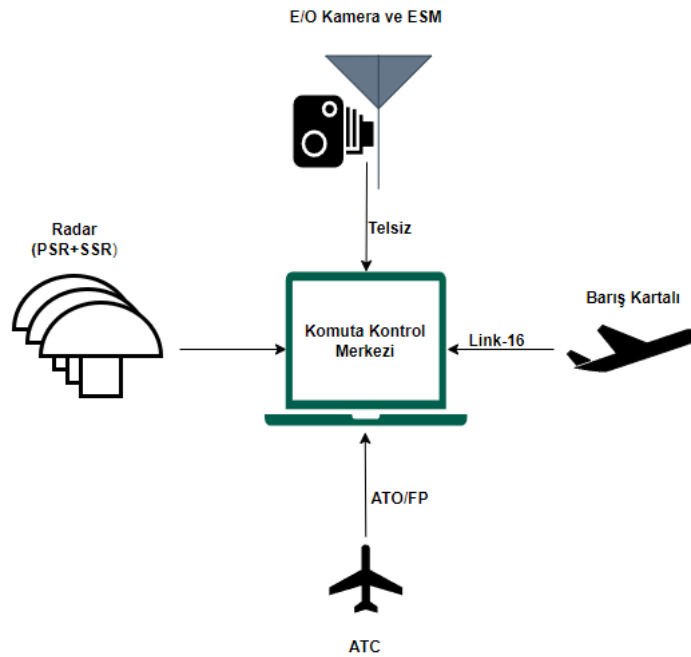 E/O Kamera ve ESM
Telsiz
Radar
(PSR+SSR)
Komuta Kontrol
Merkezi
Link-16
Barış Kartalı
ATO/FP
ATC